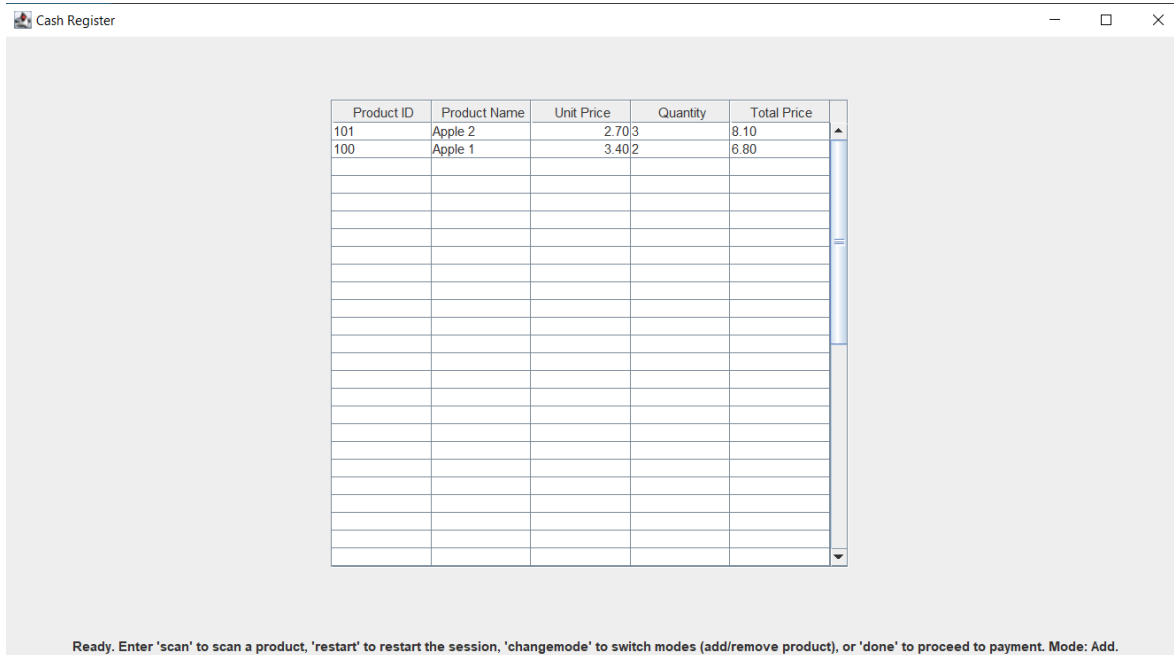 Cash Register
Product ID Product Name Unit Price Quantity Total Price
101 Apple 2 2.70 3 8.10
100 Apple 1 3.40 2 6.80
Ready. Enter 'scan' to scan a product, 'restart' to restart the session, 'changemode' to switch modes (add/remove product), or 'done' to proceed to payment. Mode: Add.